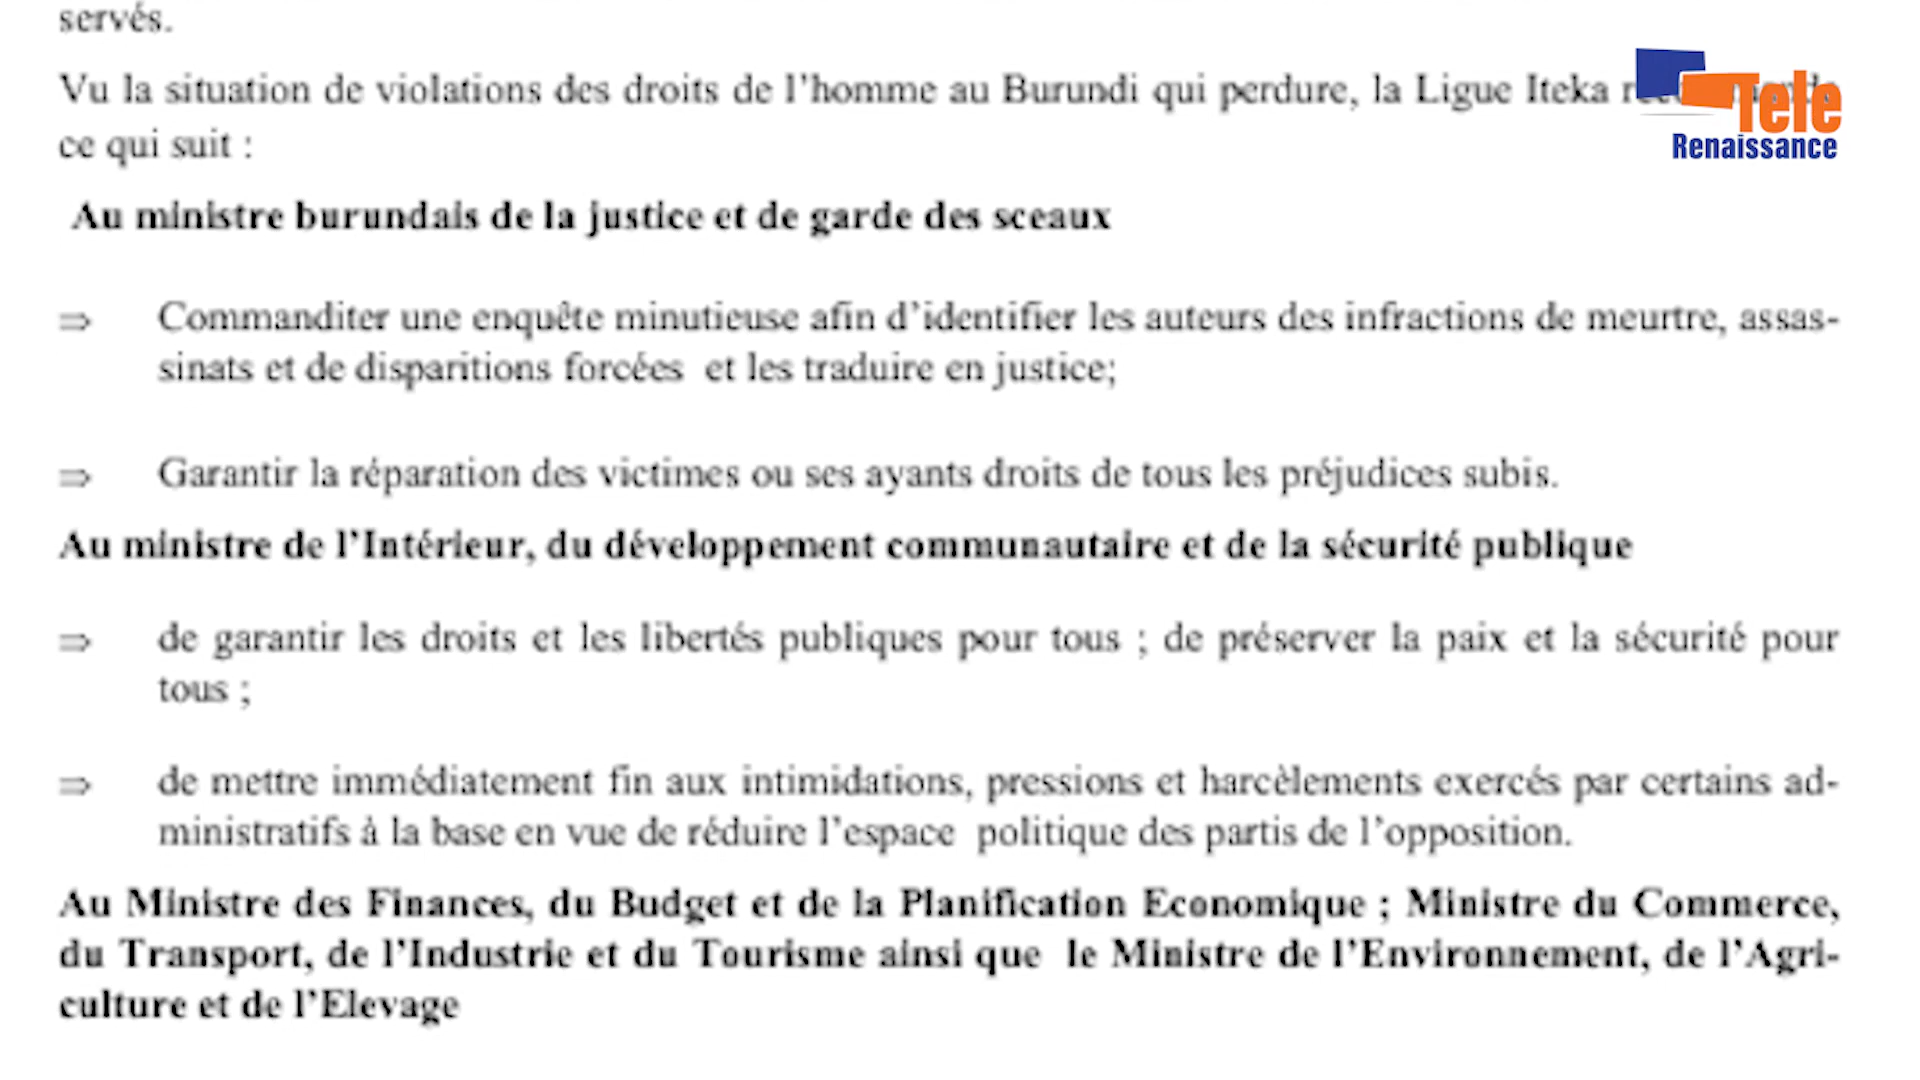 servés.
Vu la situation de violations des droits de l’homme au Burundi qui perdure, la Ligue Iteka
ce qui suit :
Tele
Renaissance
Au ministre burundais de la justice et de garde des sceaux
⇒ Commanditer une enquête minutieuse afin d’identifier les auteurs des infractions de meurtre, assas-
sinats et de disparitions forcées et les traduire en justice;
⇒ Garantir la réparation des victimes ou ses ayants droits de tous les préjudices subis.
Au ministre de l’Intérieur, du développement communautaire et de la sécurité publique
⇒ de garantir les droits et les libertés publiques pour tous ; de préserver la paix et la sécurité pour
tous ;
⇒ de mettre immédiatement fin aux intimidations, pressions et harcèlements exercés par certains ad-
ministratifs à la base en vue de réduire l’espace politique des partis de l’opposition.
Au Ministre des Finances, du Budget et de la Planification Economique ; Ministre du Commerce,
du Transport, de l’Industrie et du Tourisme ainsi que le Ministre de l’Environnement, de l’Agri-
culture et de l’Elevage